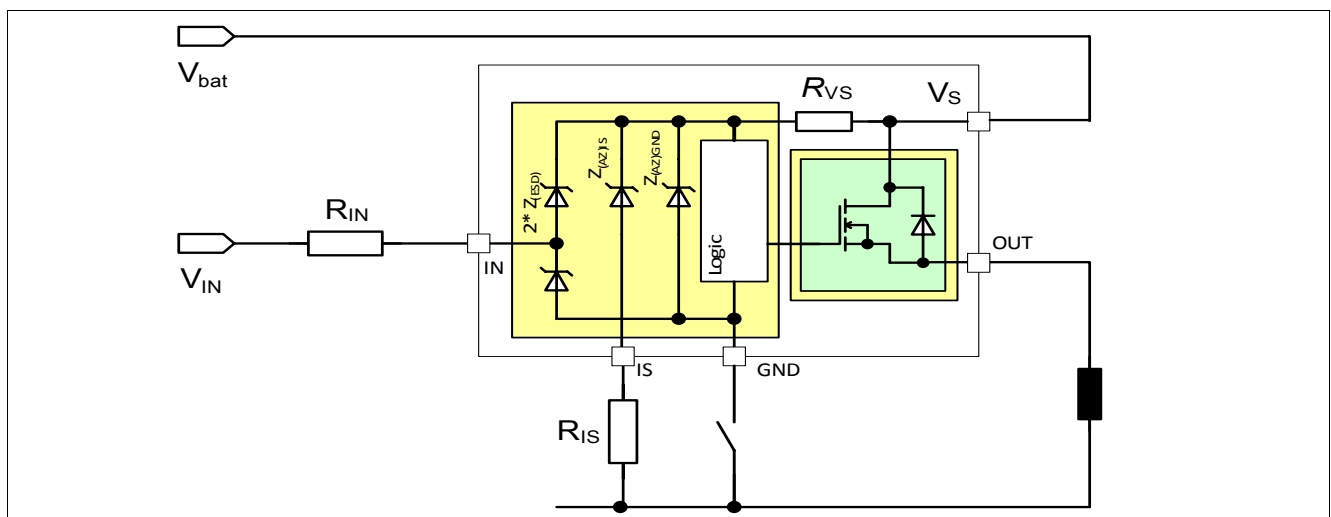 Vbat
RVS
VS
2* Z(ESD)
Z(AZ)IS
Z(AZ)GND
RIN
Logic
OUT
IN
VIN
IS
GND
RIS